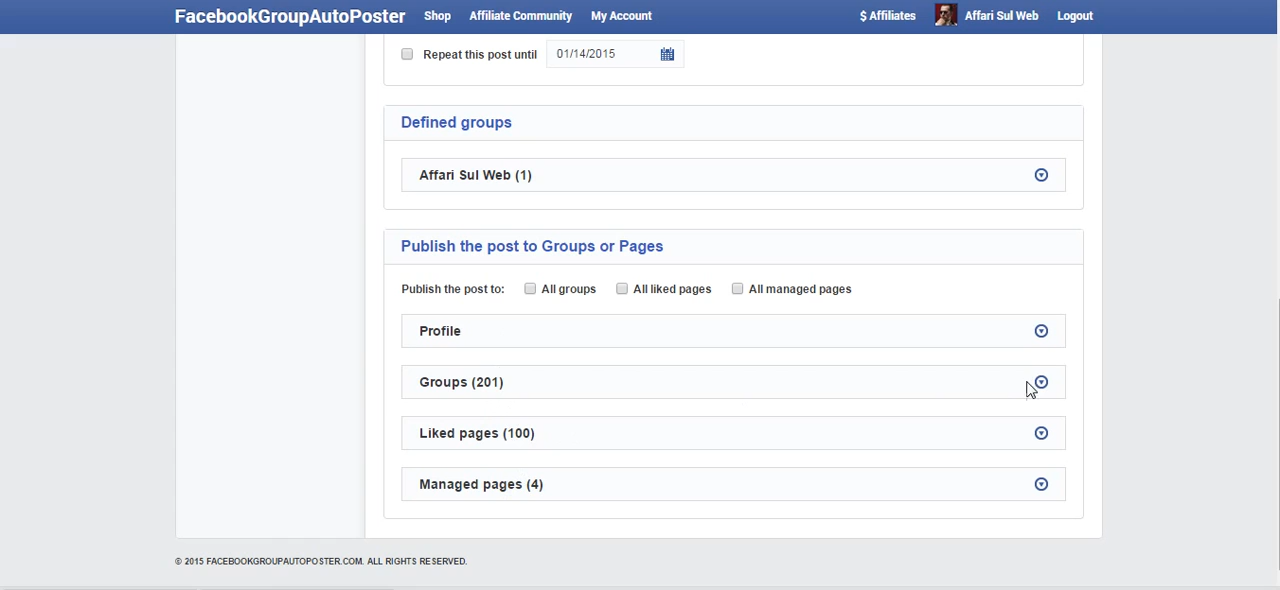 FacebookGroupAutoPoster Shop Affiliate Community My Account $ Affiliates Affari Sul Web Logout
Repeat this post until 01/14/2015
Defined groups
Affari Sul Web (1)
Publish the post to Groups or Pages
Publish the post to: All groups All liked pages All managed pages
Profile
Groups (201)
Liked pages (100)
Managed pages (4)
© 2015 FACEBOOKGROUPAUTOPOSTER.COM. ALL RIGHTS RESERVED.